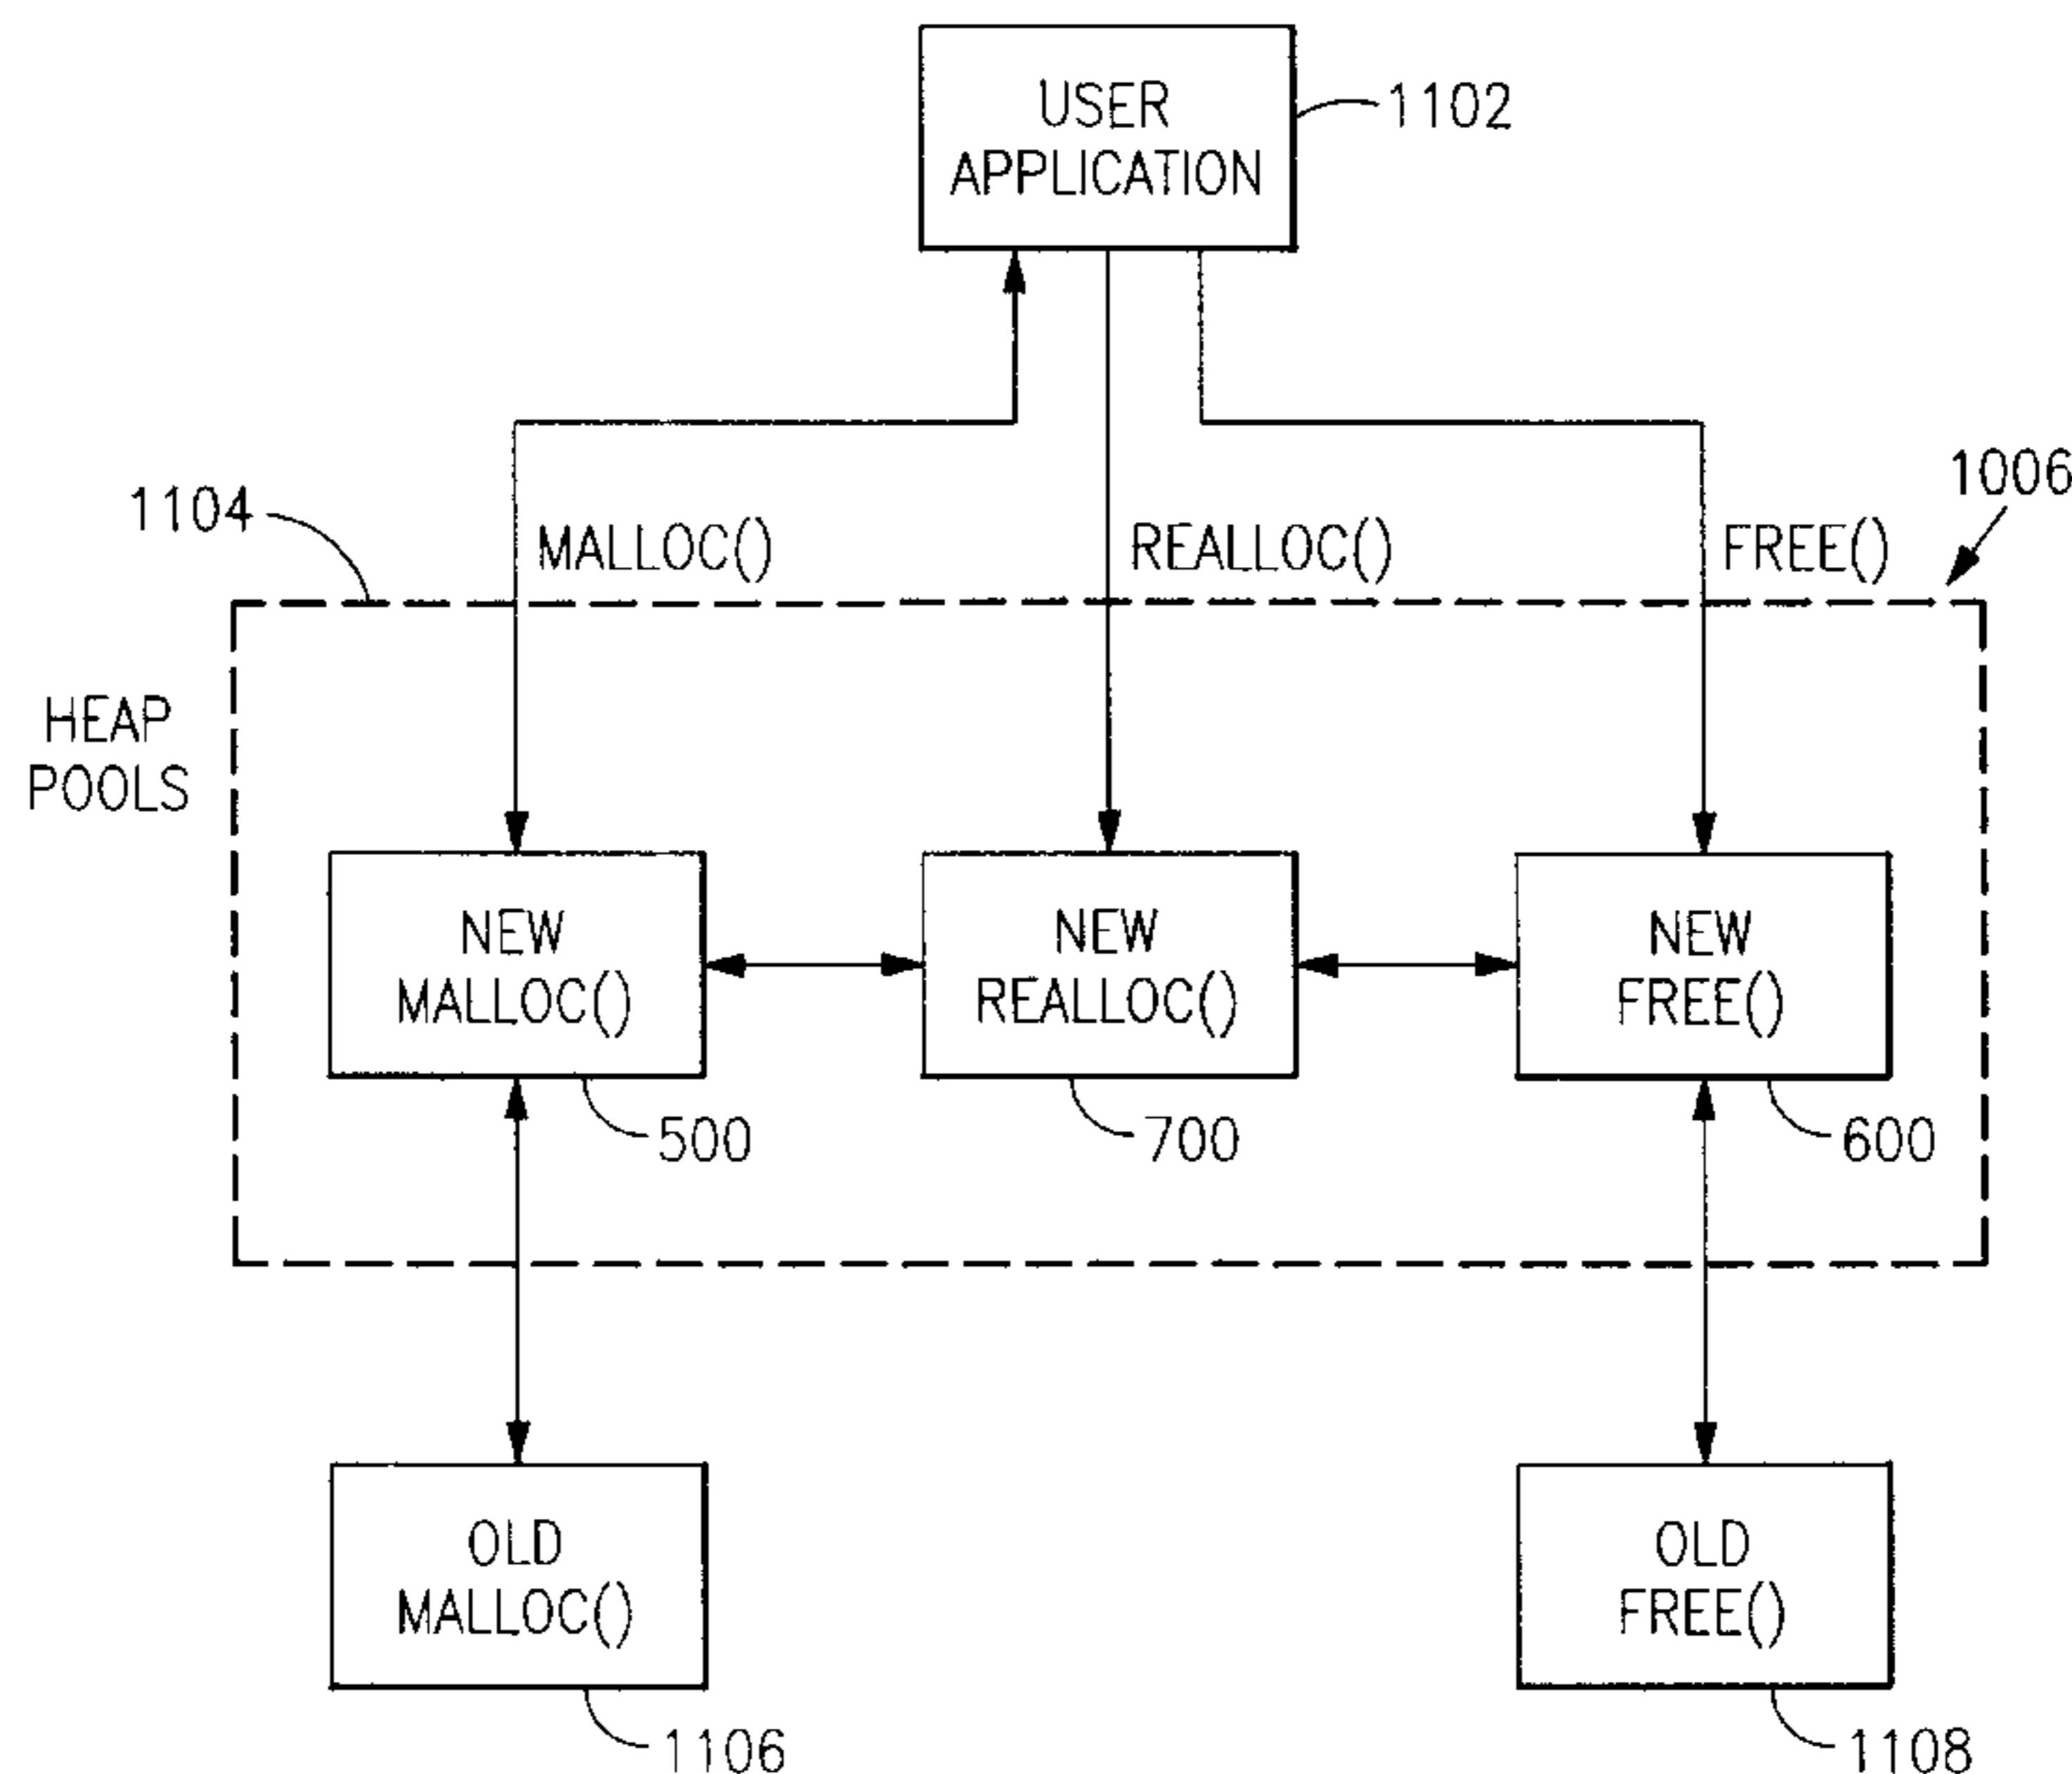 USER
APPLICATION
1102
1006
1104
MALLOC()
REALLOC()
FREE()
HEAP
POOLS
NEW
MALLOC()
NEW
REALLOC()
NEW
FREE()
500
700
600
OLD
MALLOC()
OLD
FREE()
1106
1108